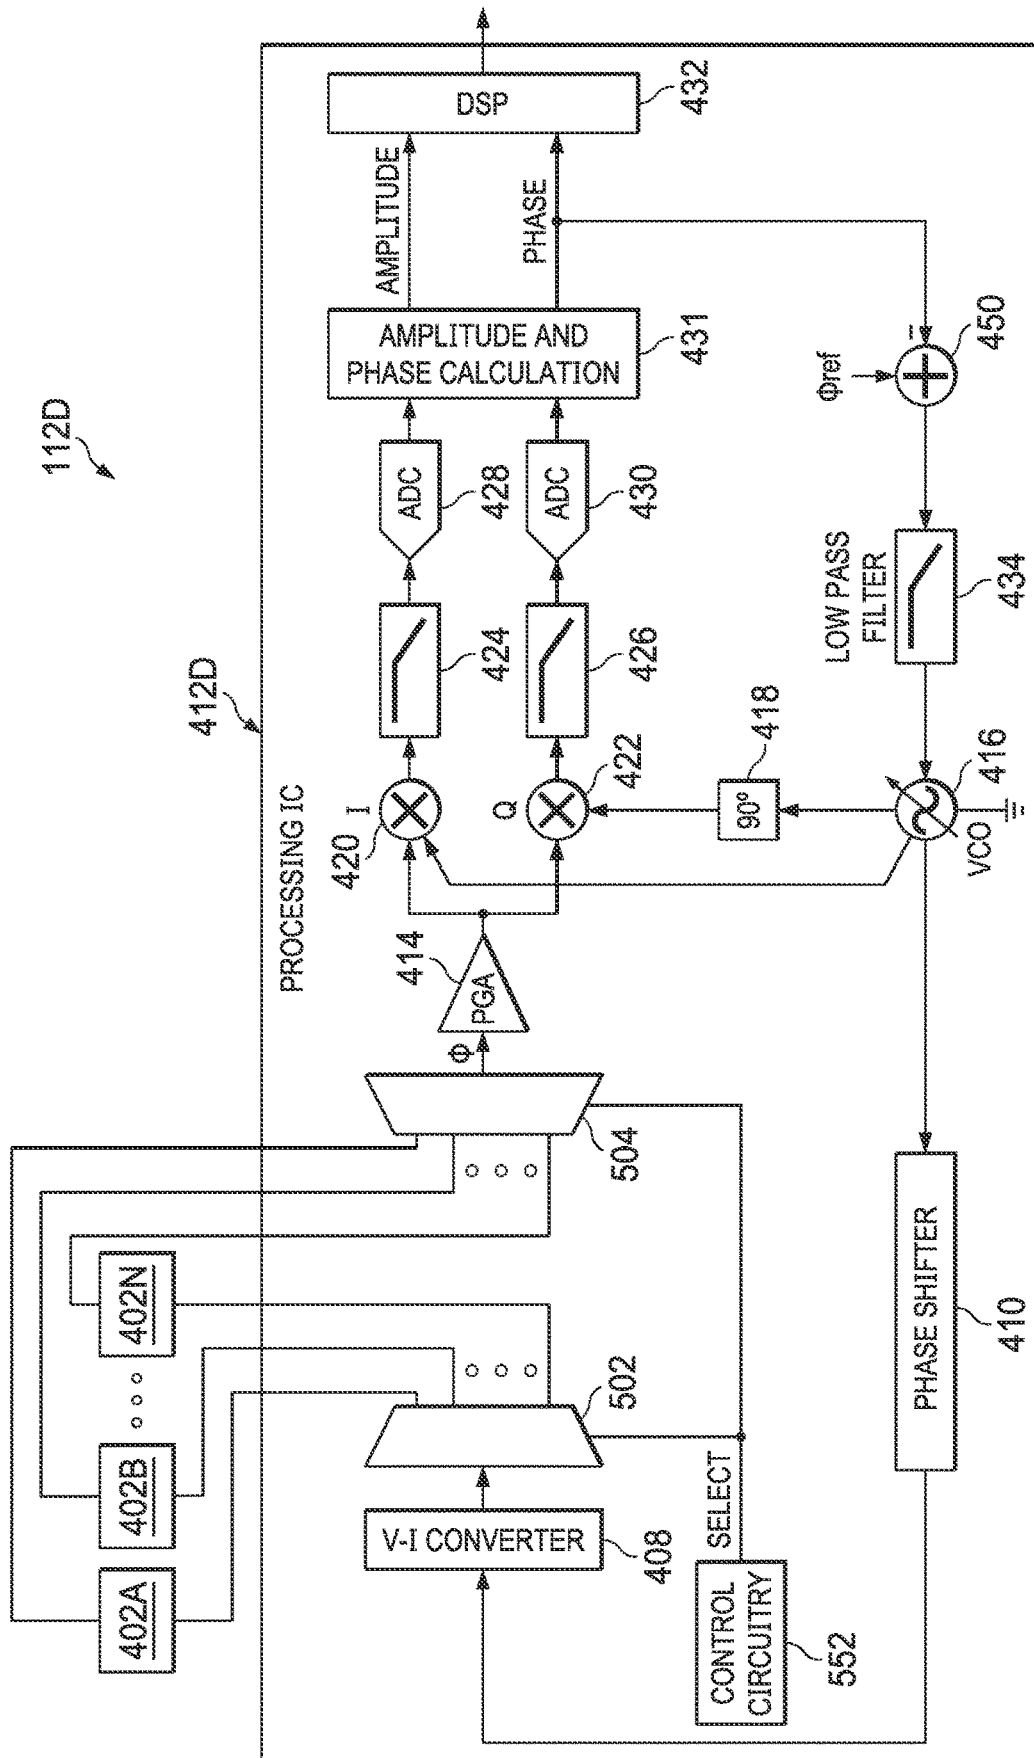 112D
412D
PROCESSING IC
402A
402B
402N
V-I CONVERTER
408
502
504
Φ
PGA
414
I
420
Q
422
424
426
ADC
428
ADC
430
AMPLITUDE AND
PHASE CALCULATION
431
AMPLITUDE
PHASE
DSP
432
CONTROL
CIRCUITRY
552
SELECT
PHASE SHIFTER
410
VCO
416
90°
418
LOW PASS
FILTER
434
Φref
−
450